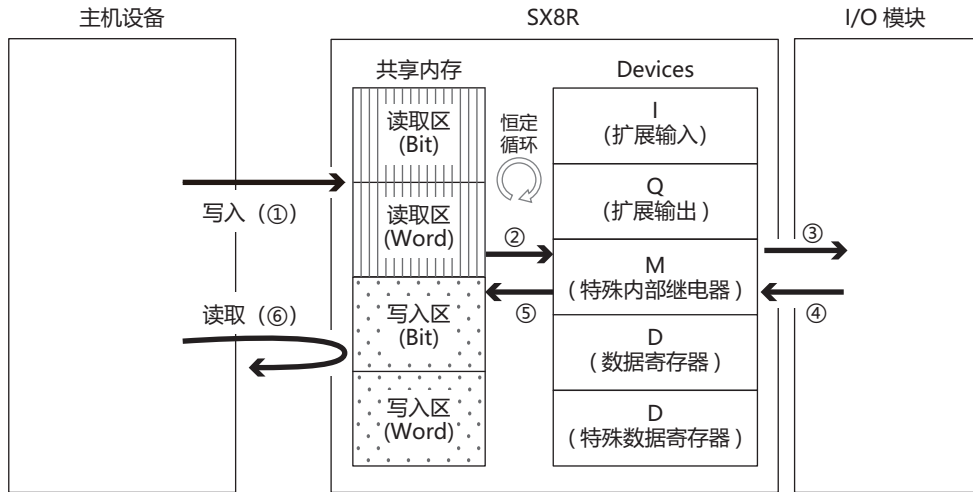 主机设备
SX8R
I/O 模块
共享内存
Devices
读取区
(Bit)
恒定
循环
I
(扩展输入)
写入（①）
读取区
(Word)
②
Q
(扩展输出)
③
M
(特殊内部继电器)
⑤
④
读取（⑥）
写入区
(Bit)
D
(数据寄存器)
写入区
(Word)
D
(特殊数据寄存器)